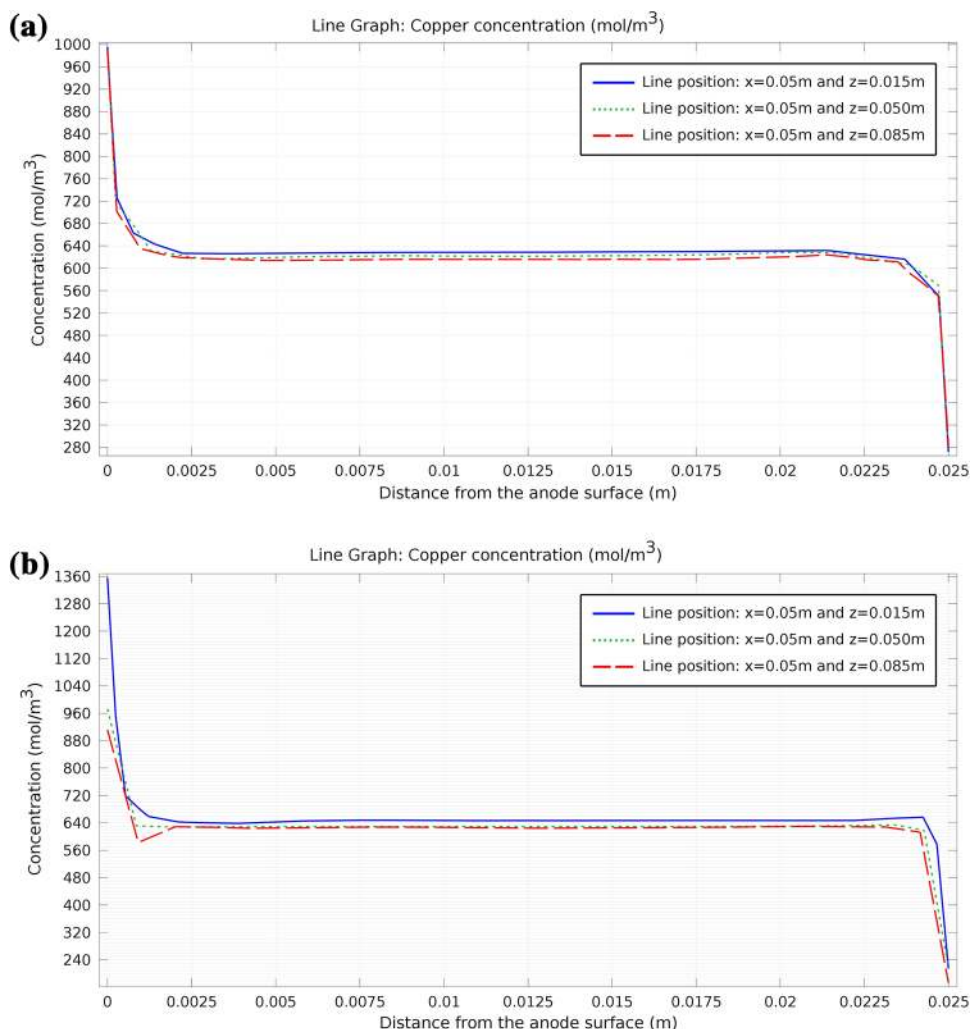 (a)
Line Graph: Copper concentration (mol/m³)
1000
960
920
880
840
800
760
720
680
640
600
560
520
480
440
400
360
320
280
Concentration (mol/m³)
Line position: x=0.05m and z=0.015m
Line position: x=0.05m and z=0.050m
Line position: x=0.05m and z=0.085m
0 0.0025 0.005 0.0075 0.01 0.0125 0.015 0.0175 0.02 0.0225 0.025
Distance from the anode surface (m)
(b)
Line Graph: Copper concentration (mol/m³)
1360
1280
1200
1120
1040
960
880
800
720
640
560
480
400
320
240
Concentration (mol/m³)
Line position: x=0.05m and z=0.015m
Line position: x=0.05m and z=0.050m
Line position: x=0.05m and z=0.085m
0 0.0025 0.005 0.0075 0.01 0.0125 0.015 0.0175 0.02 0.0225 0.025
Distance from the anode surface (m)